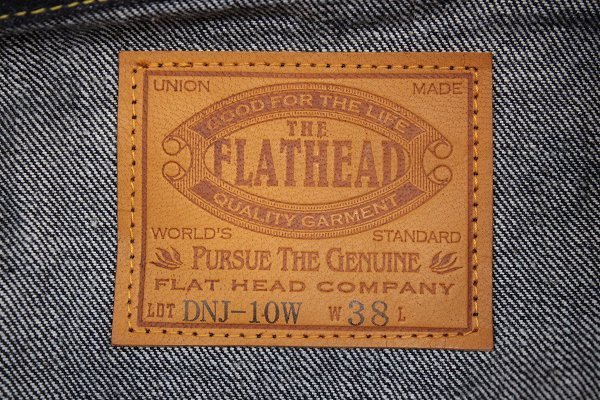 UNION MADE
GOOD FOR THE LIFE
THE
FLATHEAD
QUALITY GARMENT
WORLD'S STANDARD
PURSUE THE GENUINE
FLAT HEAD COMPANY
LOT DNJ-10W W 38 L